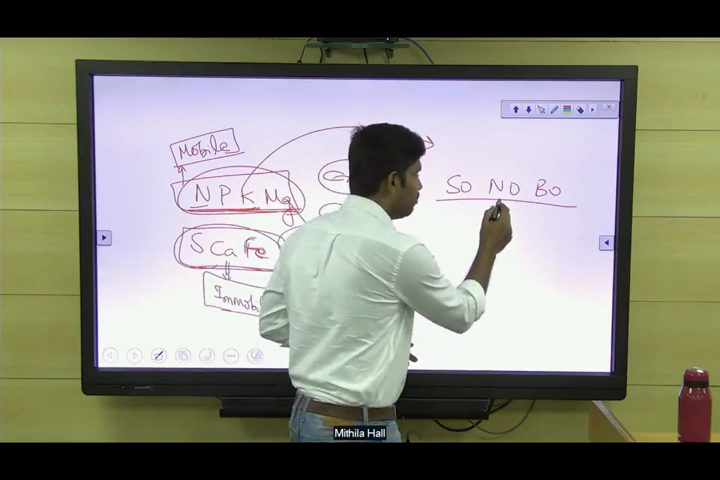 Mobile
N P K Mg
SO NO BO
S Ca Fe
Mithila Hall